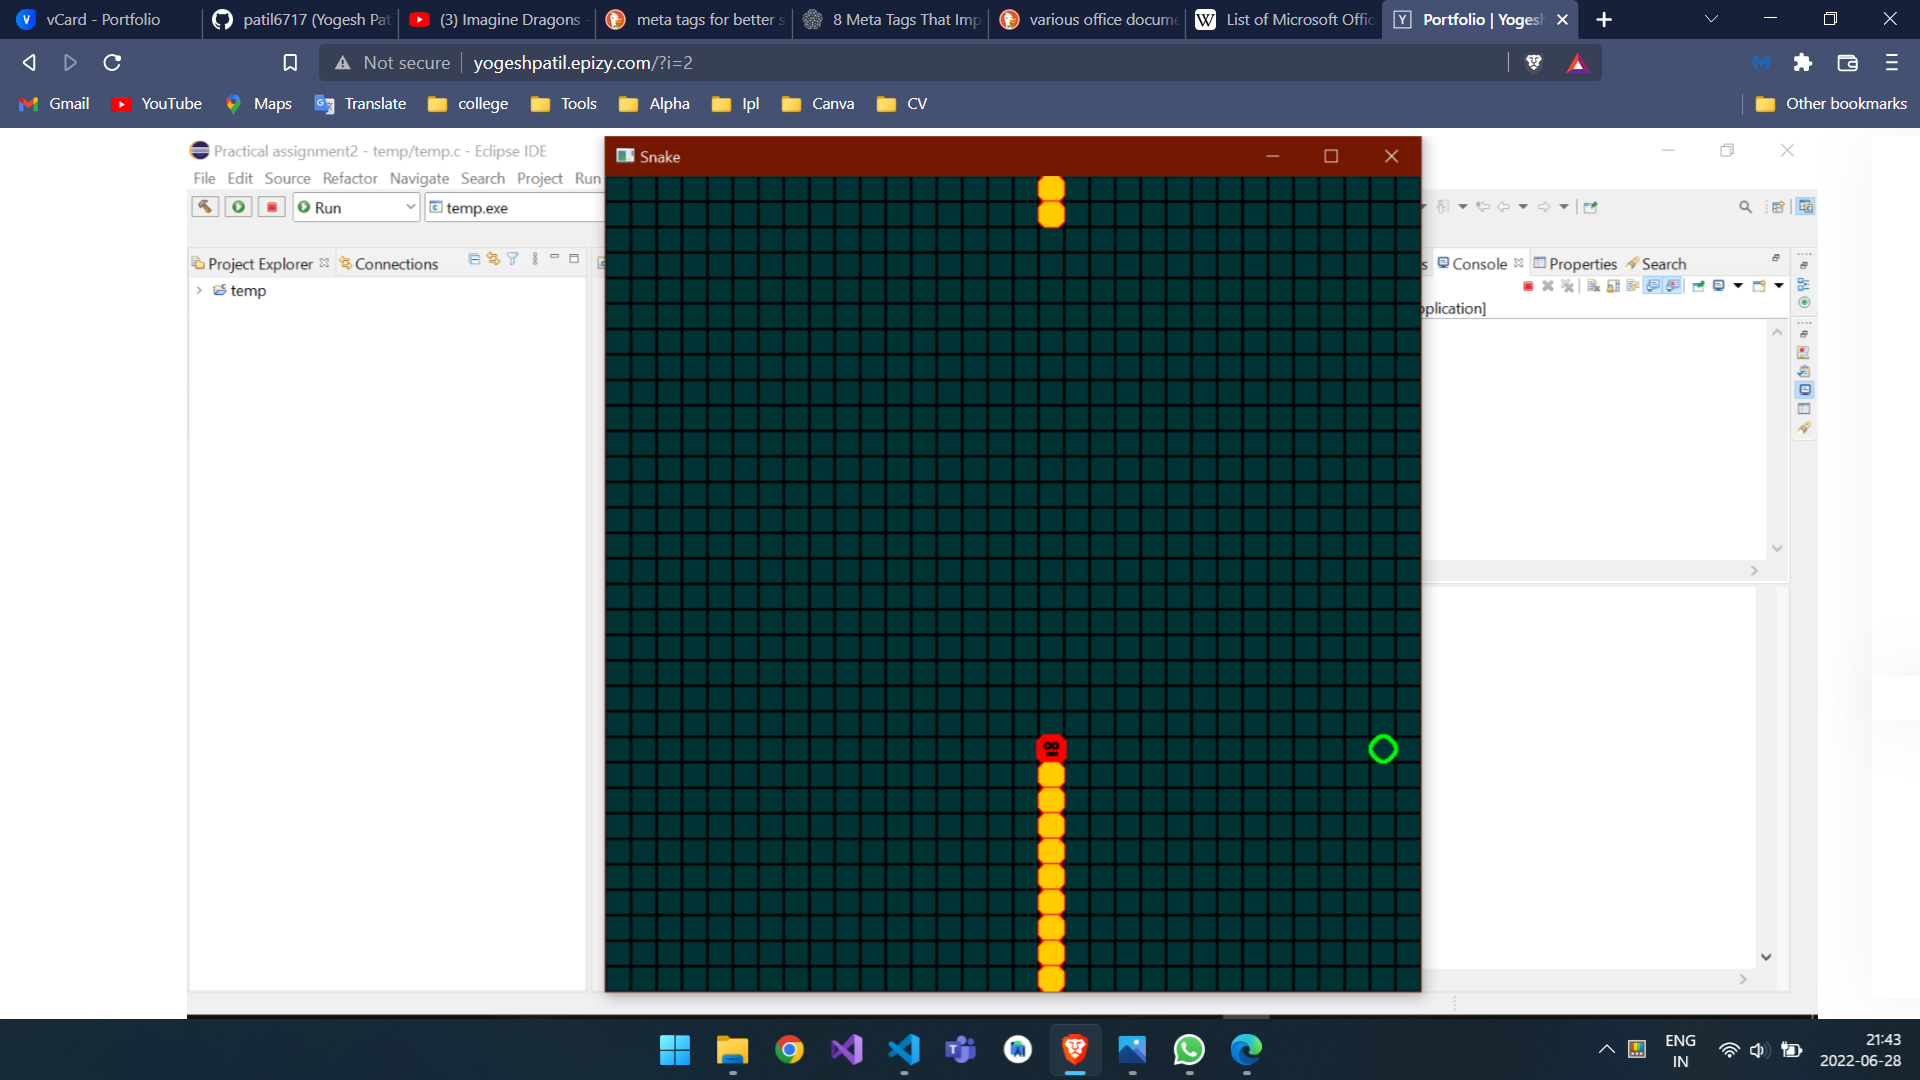 vCard - Portfolio
patil6717 (Yogesh Pat
(3) Imagine Dragons
meta tags for better s
8 Meta Tags That Imp
various office docume
List of Microsoft Offic
Portfolio | Yogesh
Not secure
yogeshpatil.epizy.com/?i=2
Gmail
YouTube
Maps
Translate
college
Tools
Alpha
Ipl
Canva
CV
Other bookmarks
Practical assignment2 - temp/temp.c - Eclipse IDE
File Edit Source Refactor Navigate Search Project Run
Snake
Run
temp.exe
Project Explorer
Connections
Console
Properties
Search
temp
pplication]
ENG
IN
21:43
2022-06-28